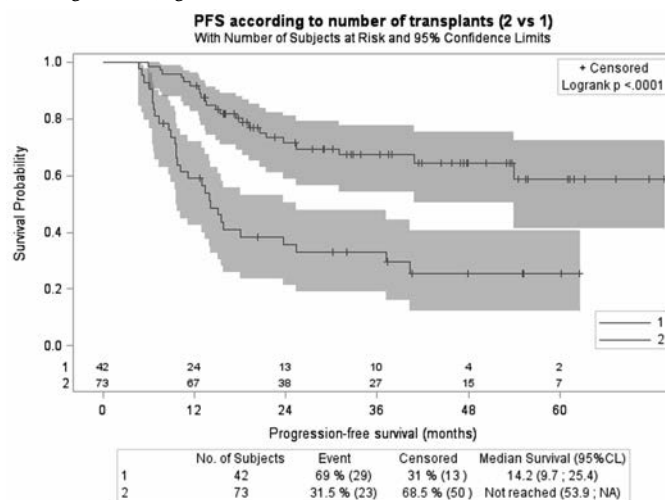 PFS according to number of transplants (2 vs 1)
With Number of Subjects at Risk and 95% Confidence Limits
+ Censored
Logrank p <.0001
1.0
0.8
0.6
0.4
0.2
0.0
Survival Probability
1
2
1 42 24 13 10 4 2
2 73 67 38 27 15 7
0 12 24 36 48 60
Progression-free survival (months)
No. of Subjects Event Censored Median Survival (95%CL)
1 42 69 % (29) 31 % (13 ) 14.2 (9.7 ; 25.4)
2 73 31.5 % (23) 68.5 % (50 ) Not reached (53.9 ; NA)